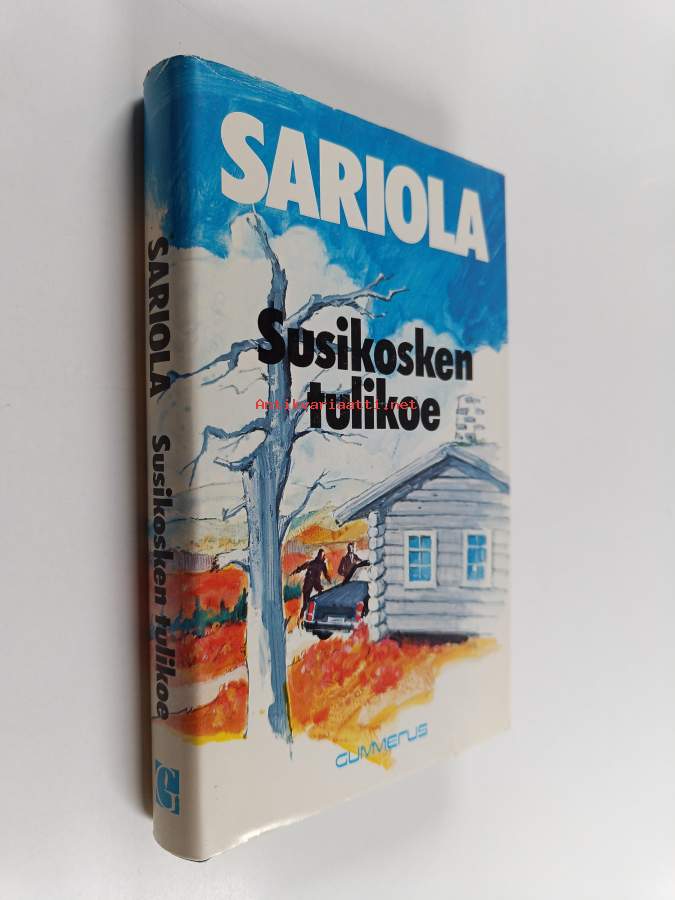 SARIOLA
Susikosken
tulikoe
Antikvariaatti.net
GUMMERUS
SARIOLA Susikosken tulikoe
G